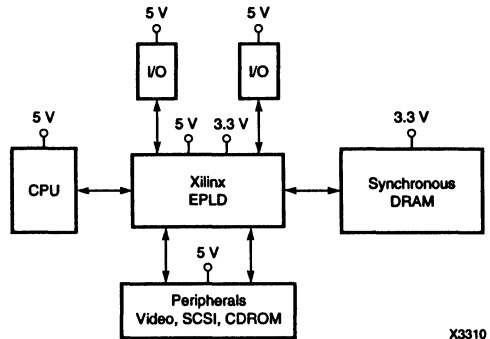 5 V
5 V
I/O
I/O
5 V
5 V
3.3 V
3.3 V
CPU
Xilinx
EPLD
Synchronous
DRAM
5 V
Peripherals
Video, SCSI, CDROM
X3310